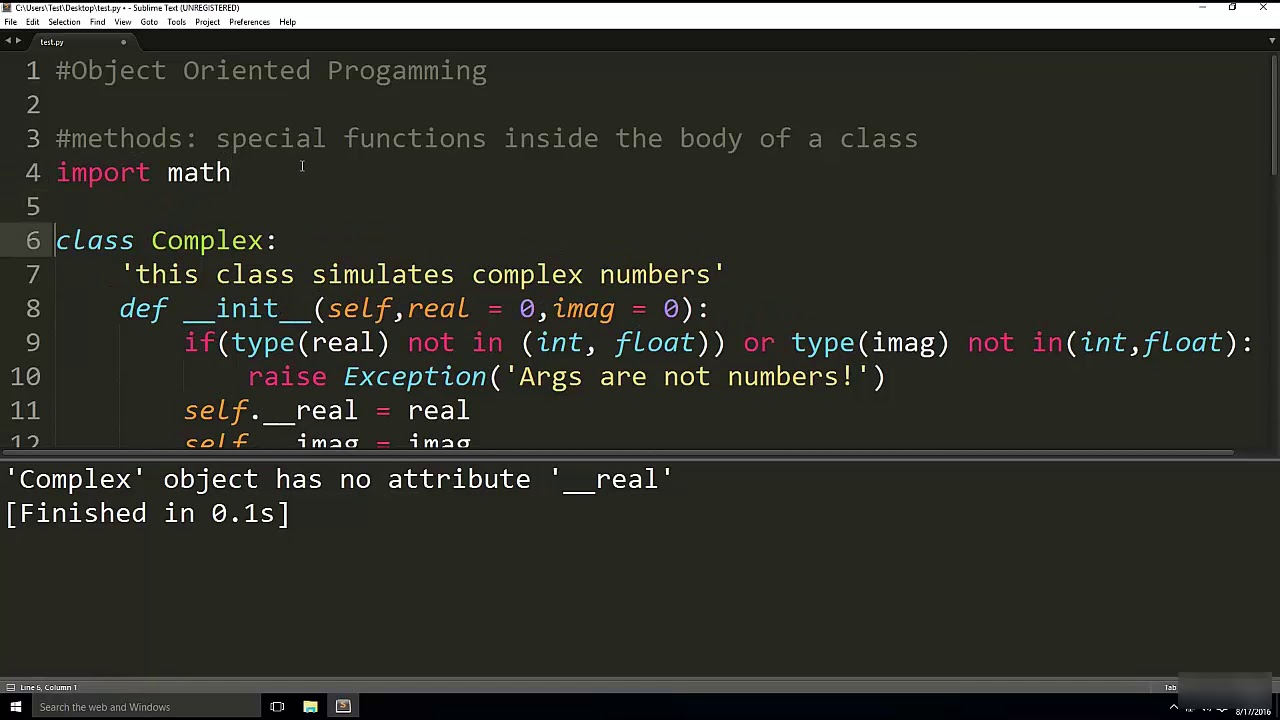 C:\Users\Test\Desktop\test.py • - Sublime Text (UNREGISTERED)
File Edit Selection Find View Goto Tools Project Preferences Help
test.py
1 #Object Oriented Progamming
2
3 #methods: special functions inside the body of a class
4 import math
5
6 class Complex:
7 'this class simulates complex numbers'
8 def __init__(self,real = 0,imag = 0):
9 if(type(real) not in (int, float)) or type(imag) not in(int,float):
10 raise Exception('Args are not numbers!')
11 self.__real = real
12 self.__imag = imag
'Complex' object has no attribute '__real'
[Finished in 0.1s]
Line 6, Column 1
Tab
Search the web and Windows
8/17/2016